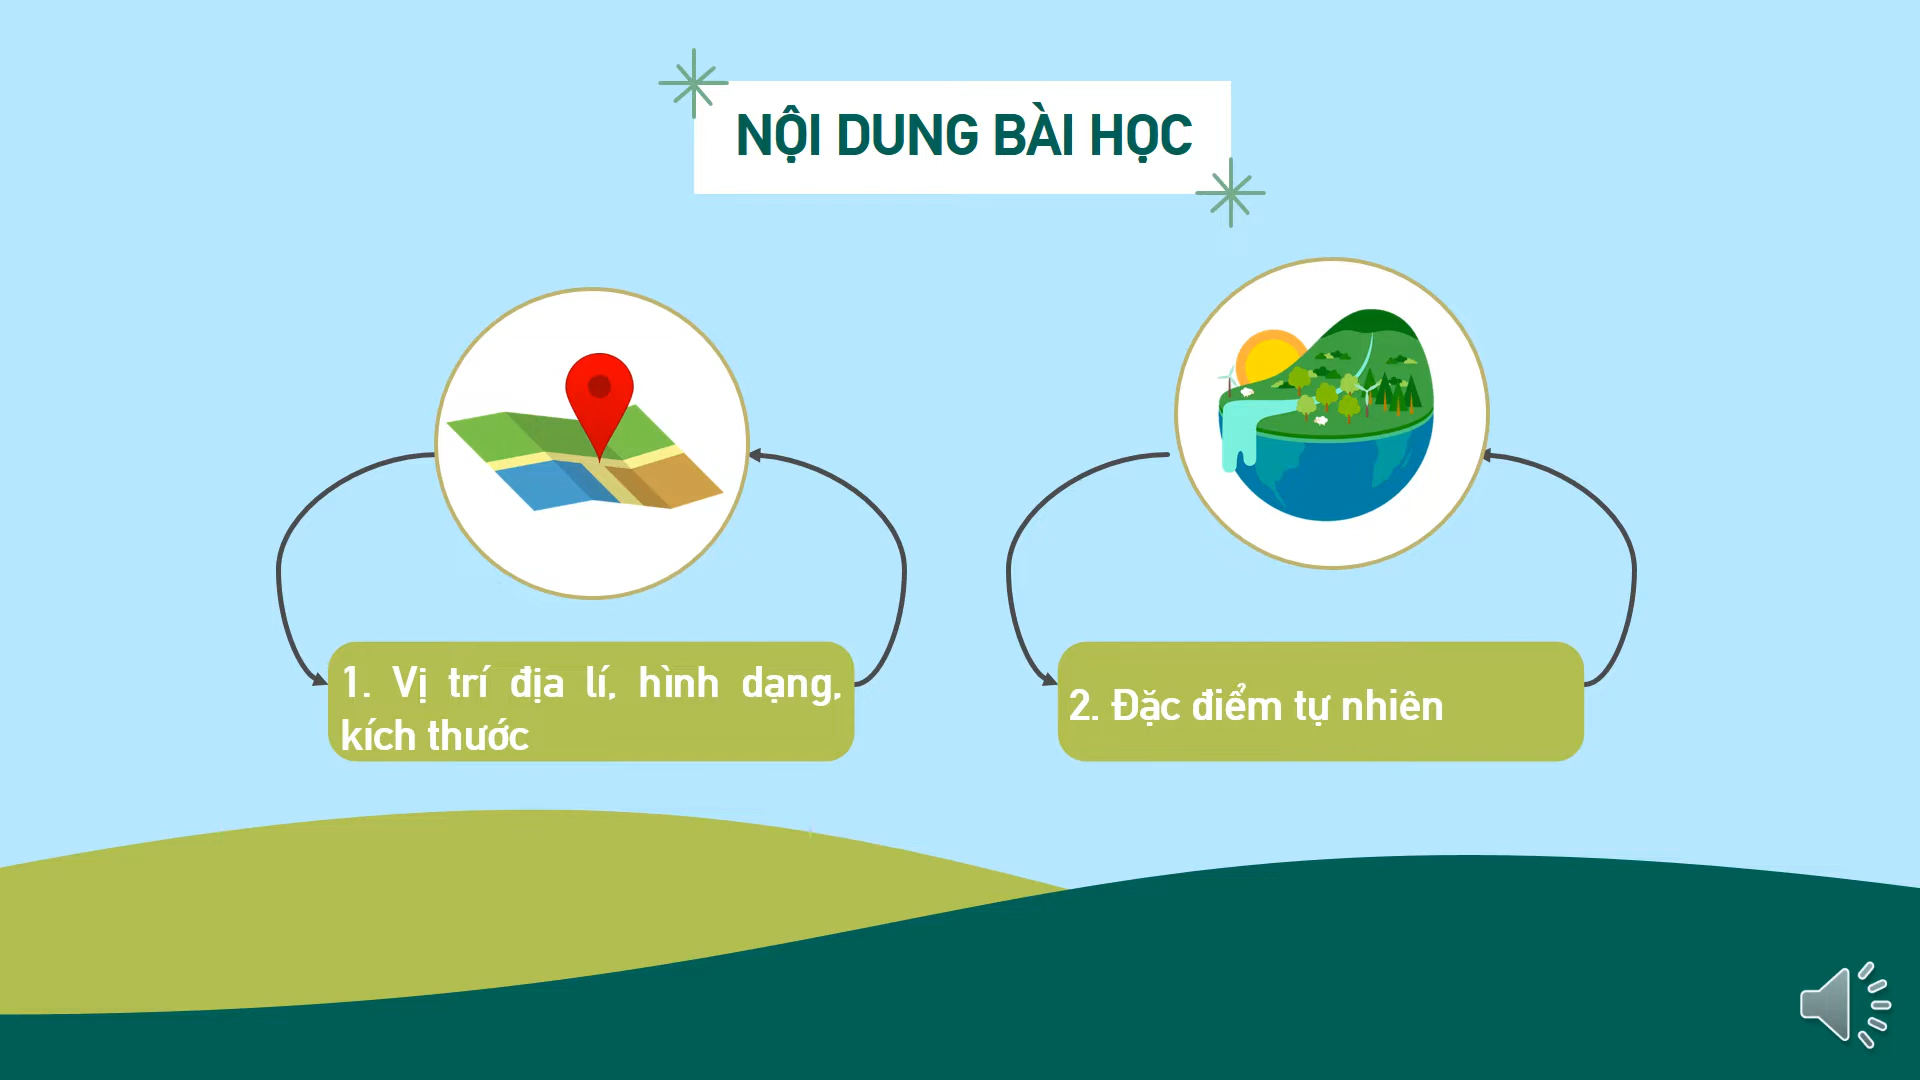 NỘI DUNG BÀI HỌC
1. Vị trí địa lí, hình dạng,
kích thước
2. Đặc điểm tự nhiên